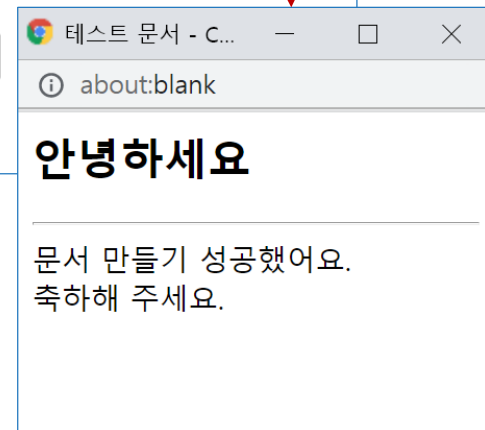 테스트 문서 - C...
about:blank
안녕하세요
문서 만들기 성공했어요.
축하해 주세요.